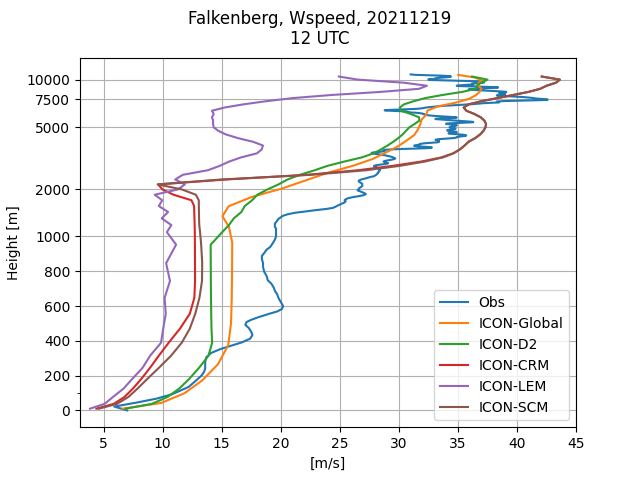 Falkenberg, Wspeed, 20211219
12 UTC
10000
7500
5000
2000
1000
800
600
400
200
0
Height [m]
Obs
ICON-Global
ICON-D2
ICON-CRM
ICON-LEM
ICON-SCM
5 10 15 20 25 30 35 40 45
[m/s]